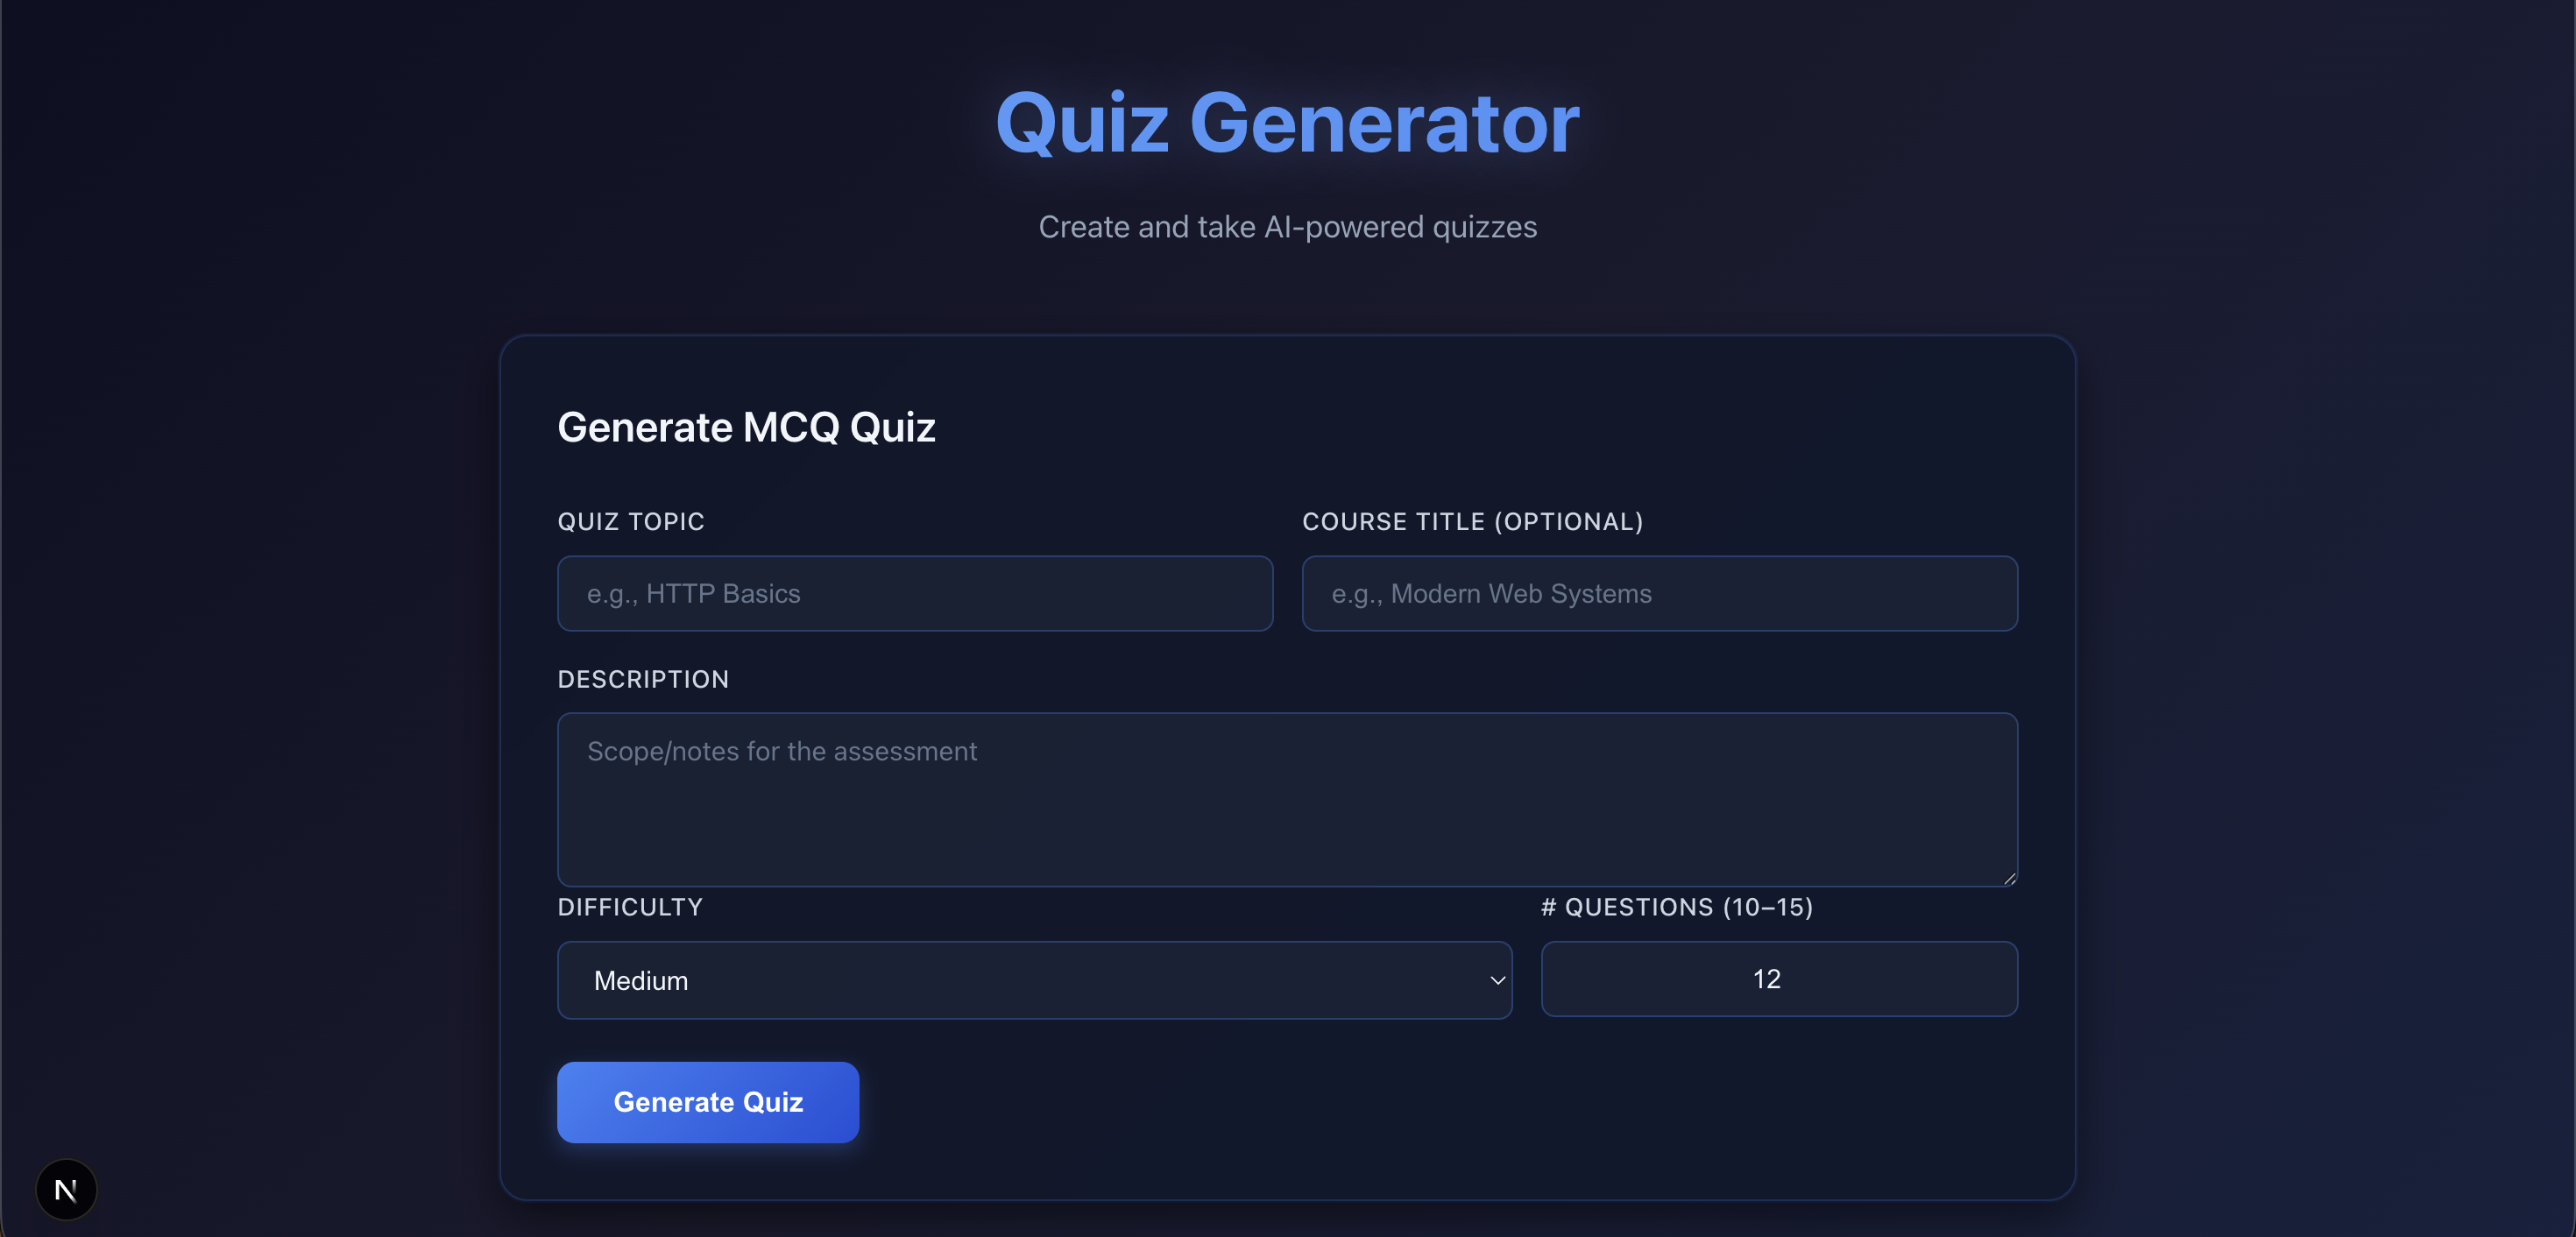 Quiz Generator
Create and take AI-powered quizzes
Generate MCQ Quiz
QUIZ TOPIC
COURSE TITLE (OPTIONAL)
e.g., HTTP Basics
e.g., Modern Web Systems
DESCRIPTION
Scope/notes for the assessment
DIFFICULTY
# QUESTIONS (10–15)
Medium
12
Generate Quiz
N